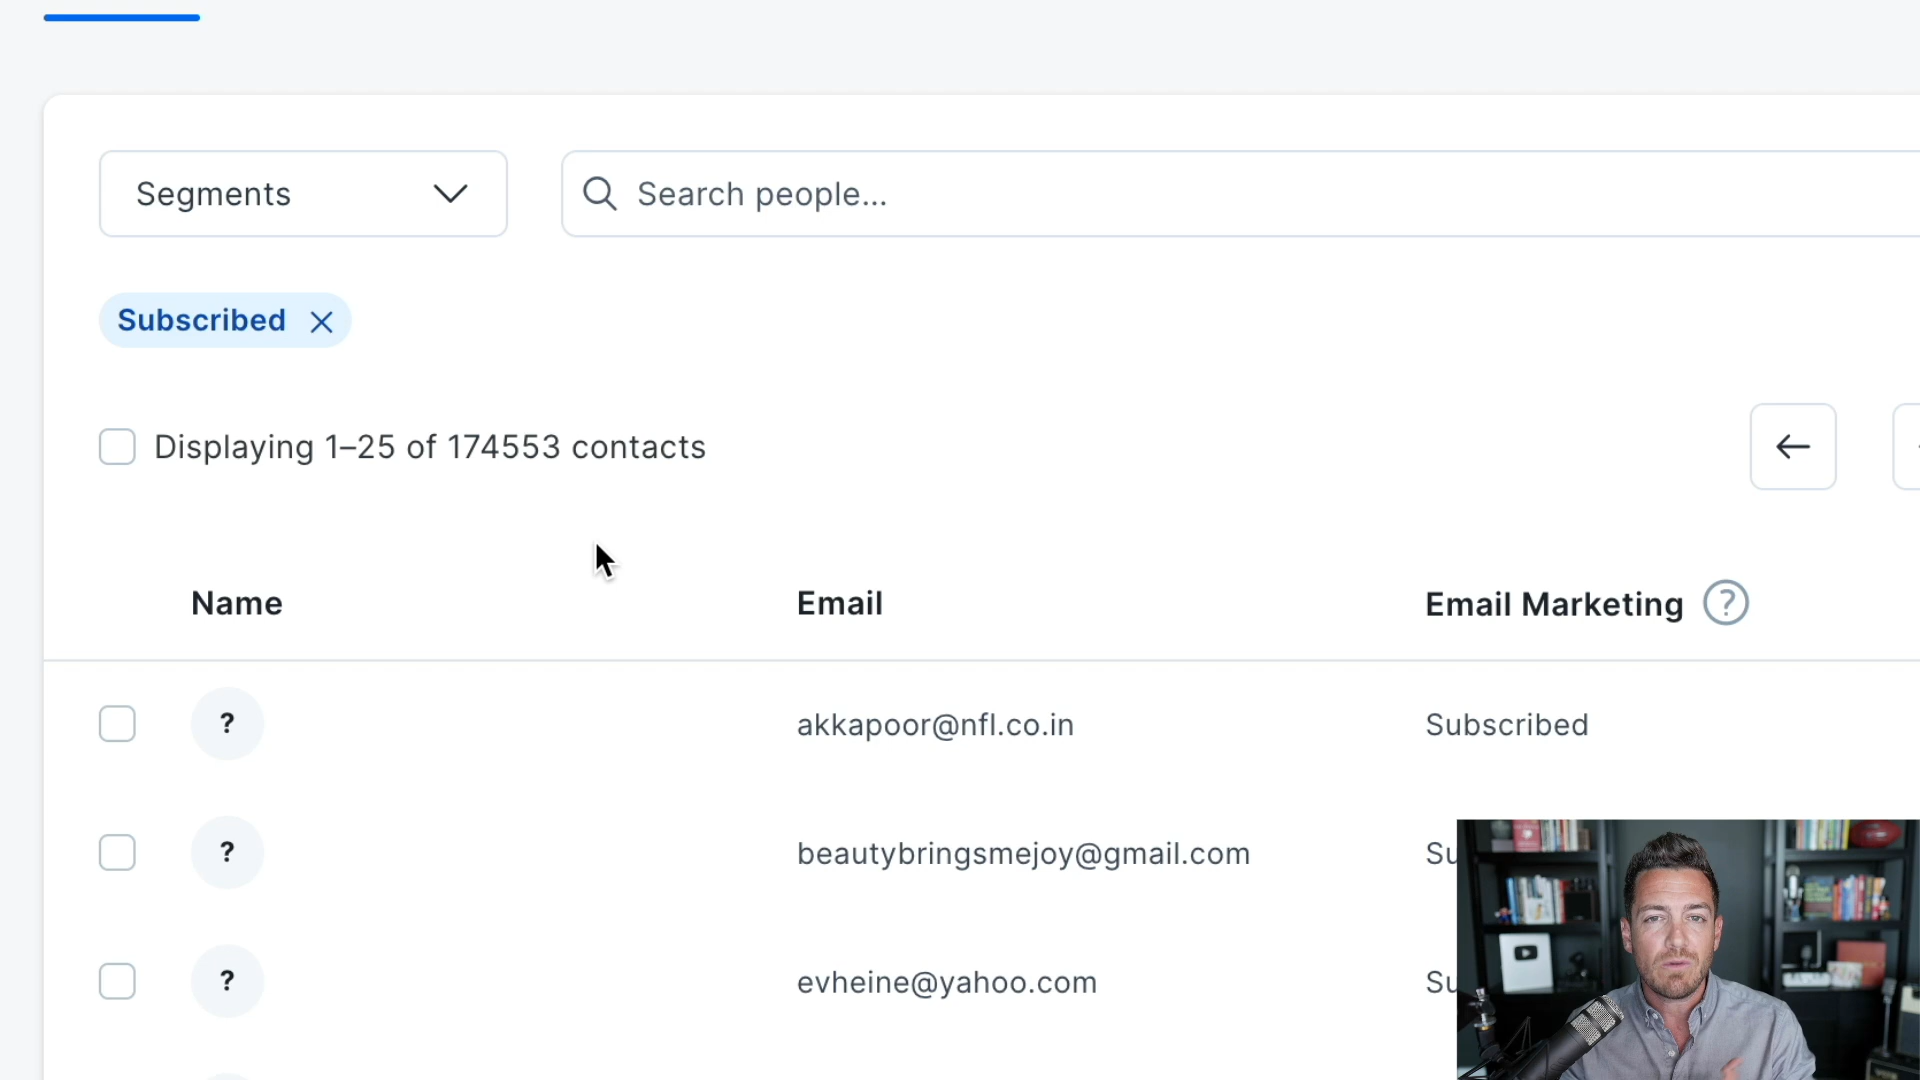 Segments
Search people...
Subscribed
Displaying 1–25 of 174553 contacts
Name Email Email Marketing ?
? akkapoor@nfl.co.in Subscribed
? beautybringsmejoy@gmail.com Su
? evheine@yahoo.com Su